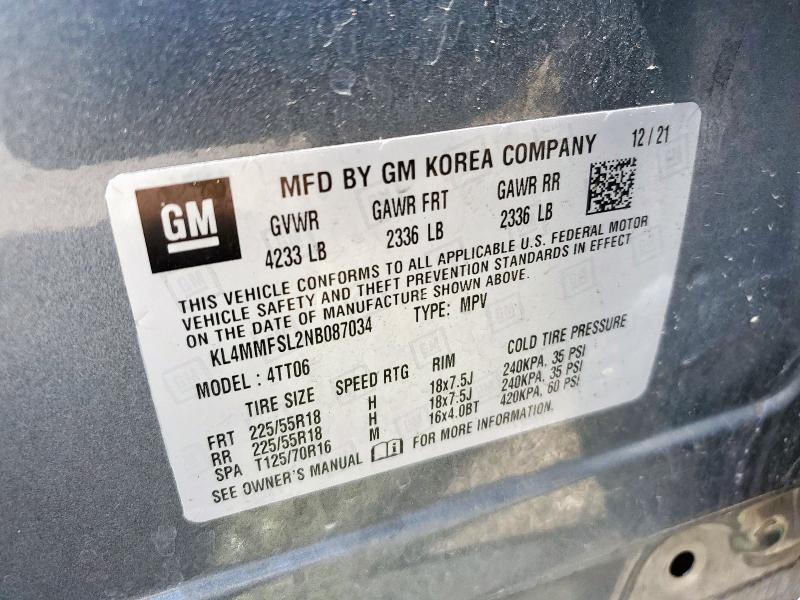 MFD BY GM KOREA COMPANY 12 / 21
GM
GVWR GAWR FRT GAWR RR
4233 LB 2336 LB 2336 LB
THIS VEHICLE CONFORMS TO ALL APPLICABLE U.S. FEDERAL MOTOR
VEHICLE SAFETY AND THEFT PREVENTION STANDARDS IN EFFECT
ON THE DATE OF MANUFACTURE SHOWN ABOVE.
KL4MMFSL2NB087034 TYPE: MPV
MODEL : 4TT06
TIRE SIZE SPEED RTG RIM COLD TIRE PRESSURE
FRT 225/55R18 H 18x7.5J 240KPA, 35 PSI
RR 225/55R18 H 18x7.5J 240KPA, 35 PSI
SPA T125/70R16 M 16x4.0BT 420KPA, 60 PSI
SEE OWNER'S MANUAL FOR MORE INFORMATION.